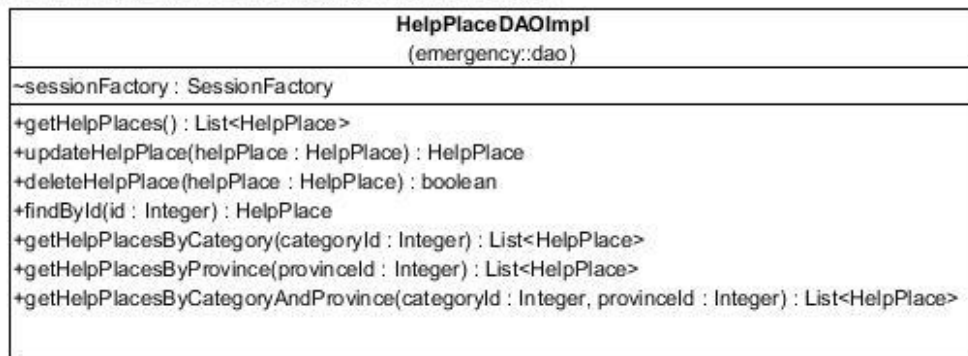 HelpPlaceDAOImpl
(emergency::dao)
~sessionFactory : SessionFactory
+getHelpPlaces() : List<HelpPlace>
+updateHelpPlace(helpPlace : HelpPlace) : HelpPlace
+deleteHelpPlace(helpPlace : HelpPlace) : boolean
+findById(id : Integer) : HelpPlace
+getHelpPlacesByCategory(categoryId : Integer) : List<HelpPlace>
+getHelpPlacesByProvince(provinceId : Integer) : List<HelpPlace>
+getHelpPlacesByCategoryAndProvince(categoryId : Integer, provinceId : Integer) : List<HelpPlace>